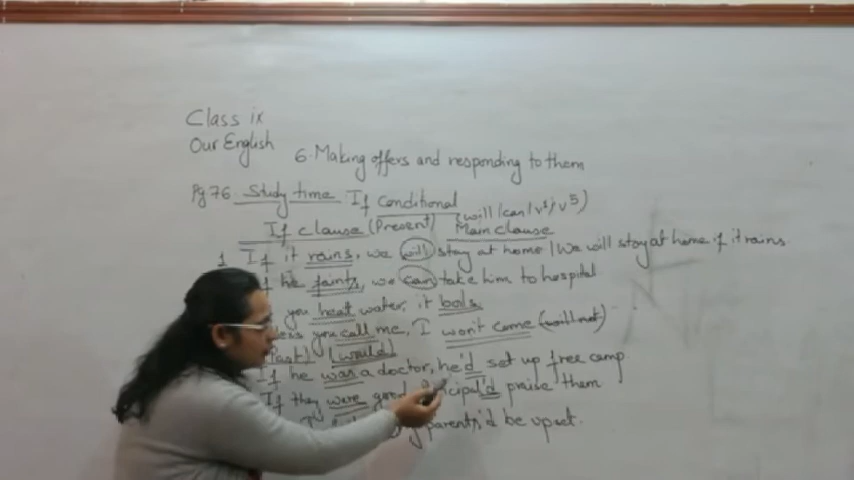 Class ix
Our English
6. Making offers and responding to them
Pg 76. Study time. If Conditional
will/can/v¹/v⁵)
If clause (Present) Main clause
1 If it rains, we will stay at home / We will stay at home if it rains.
he faints, we can take him to hospital
you heat water, it boils.
you call me, I won't come (will not)
(Past) (would)
If he was a doctor, he'd set up free camp
If they were good 'd praise them
parents'd be upset.